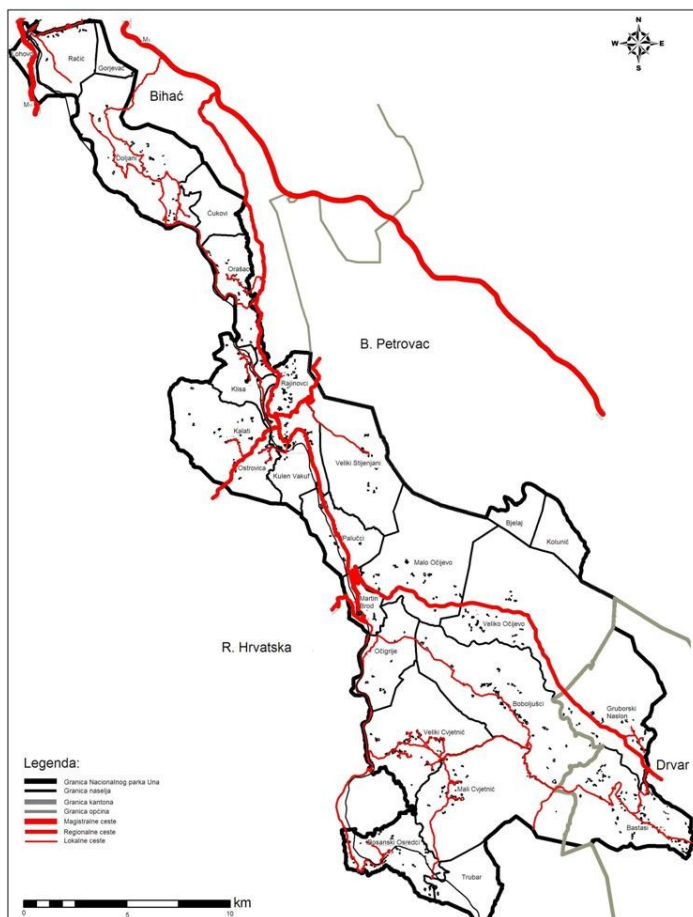 N
W E
S
Lohovo
Račić
Gorjevac
Bihać
Doljani
Ćukovi
Orašac
B. Petrovac
Klisa
Rajinovci
Kalati
Ostrovica
Kulen Vakuf
Veliki Stijenjani
Bjelaj
Kolunić
Palučci
Malo Očijevo
Martin
Brod
Veliko Očijevo
R. Hrvatska
Očigrije
Boboljušci
Gruborski
Naslon
Veliki Cvjetnić
Drvar
Mali Cvjetnić
Bastasi
Bosanski Osredci
Trubar
Legenda:
Granica Nacionalnog parka Una
Granica naselja
Granica kantona
Granica općina
Magistralne ceste
Regionalne ceste
Lokalne ceste
km
0 5 10